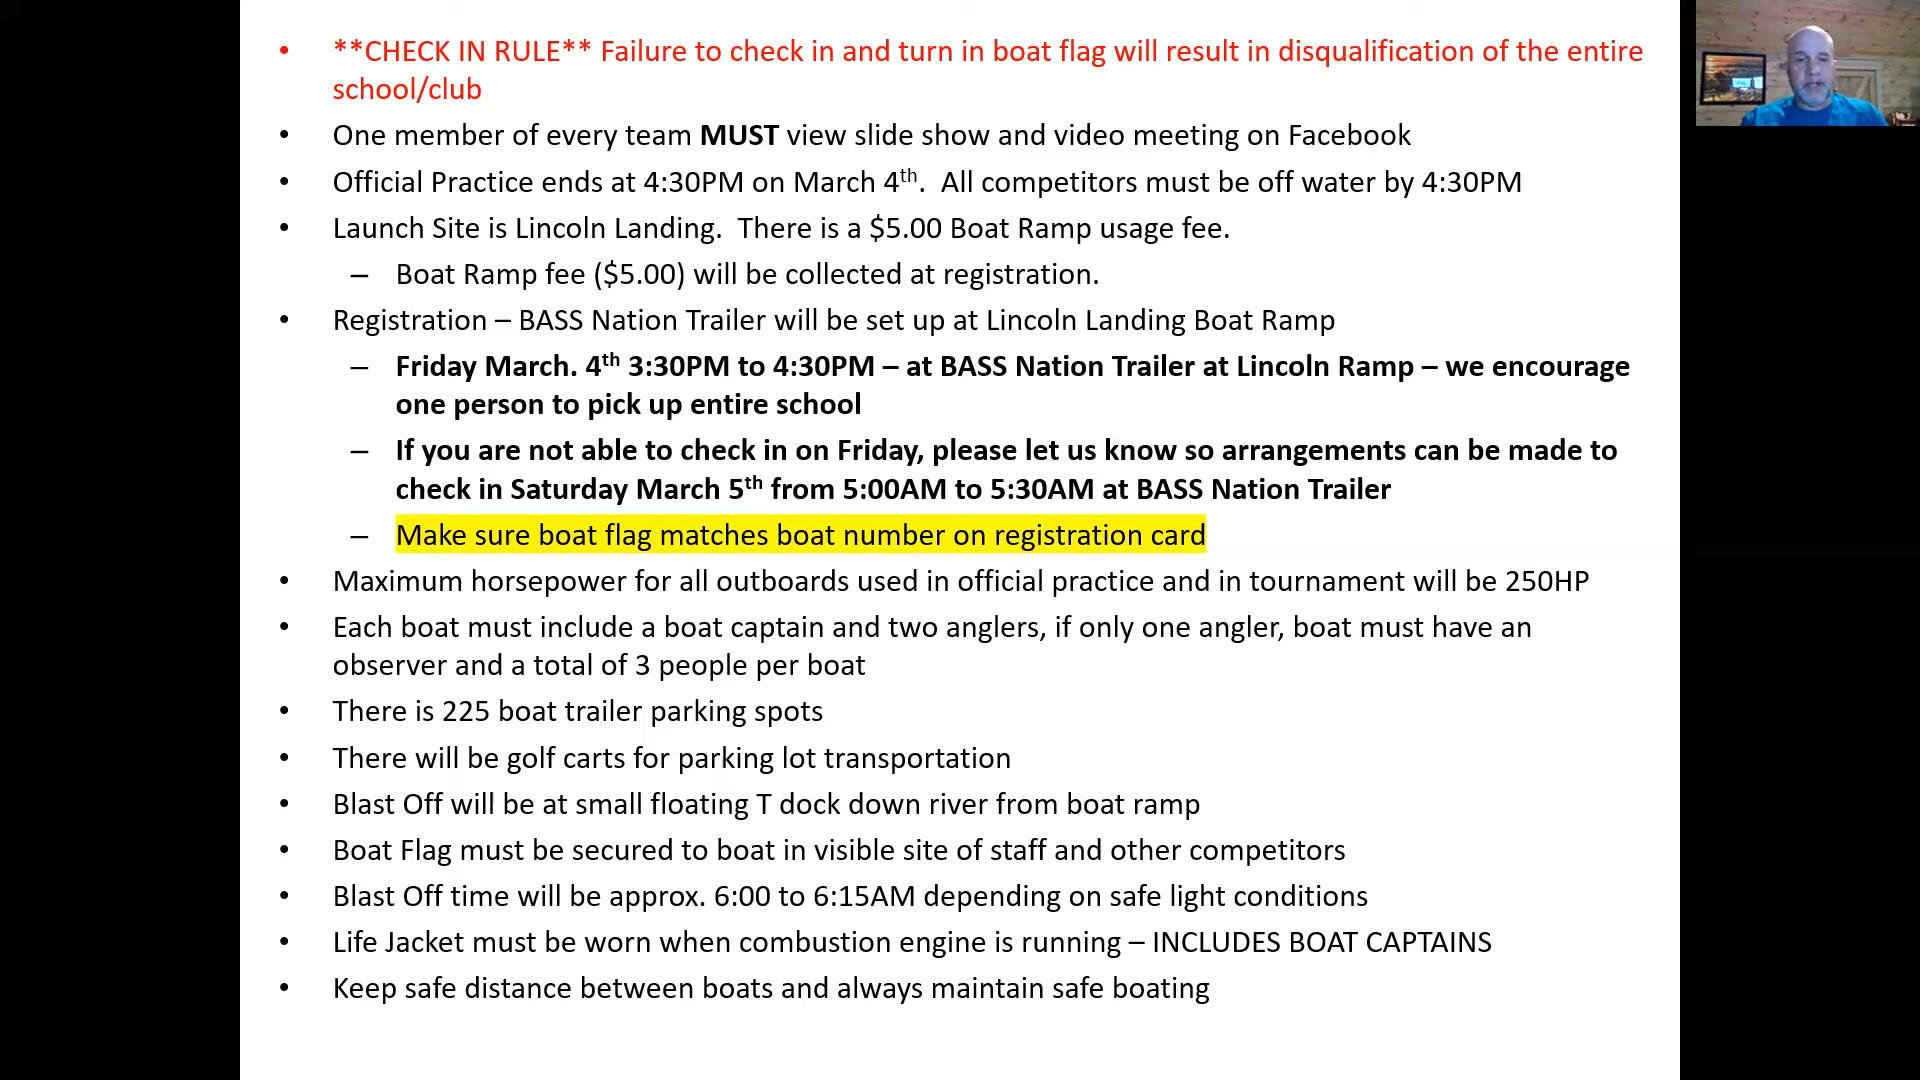 • **CHECK IN RULE** Failure to check in and turn in boat flag will result in disqualification of the entire
school/club
• One member of every team MUST view slide show and video meeting on Facebook
• Official Practice ends at 4:30PM on March 4th. All competitors must be off water by 4:30PM
• Launch Site is Lincoln Landing. There is a $5.00 Boat Ramp usage fee.
– Boat Ramp fee ($5.00) will be collected at registration.
• Registration – BASS Nation Trailer will be set up at Lincoln Landing Boat Ramp
– Friday March. 4th 3:30PM to 4:30PM – at BASS Nation Trailer at Lincoln Ramp – we encourage
one person to pick up entire school
– If you are not able to check in on Friday, please let us know so arrangements can be made to
check in Saturday March 5th from 5:00AM to 5:30AM at BASS Nation Trailer
– Make sure boat flag matches boat number on registration card
• Maximum horsepower for all outboards used in official practice and in tournament will be 250HP
• Each boat must include a boat captain and two anglers, if only one angler, boat must have an
observer and a total of 3 people per boat
• There is 225 boat trailer parking spots
• There will be golf carts for parking lot transportation
• Blast Off will be at small floating T dock down river from boat ramp
• Boat Flag must be secured to boat in visible site of staff and other competitors
• Blast Off time will be approx. 6:00 to 6:15AM depending on safe light conditions
• Life Jacket must be worn when combustion engine is running – INCLUDES BOAT CAPTAINS
• Keep safe distance between boats and always maintain safe boating